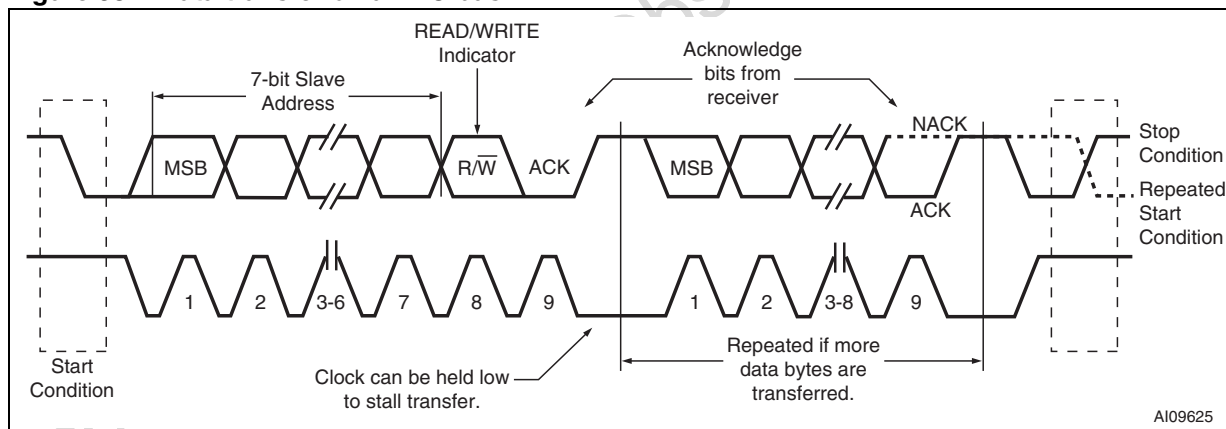 READ/WRITE
Indicator
7-bit Slave
Address
Acknowledge
bits from
receiver
NACK
Stop
Condition
MSB
R/W̅
ACK
MSB
ACK
Repeated
Start
Condition
1
2
3-6
7
8
9
1
2
3-8
9
Start
Condition
Clock can be held low
to stall transfer.
Repeated if more
data bytes are
transferred.
AI09625